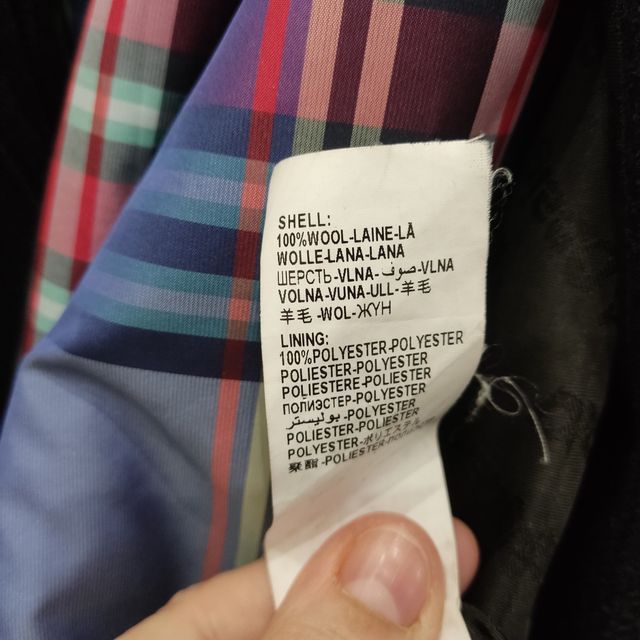 SHELL:
100%WOOL-LAINE-LÃ
WOLLE-LANA-LANA
ШЕРСТЬ-VLNA-صوف-VLNA
VOLNA-VUNA-ULL-羊毛
羊毛-WOL-ЖҮН
LINING:
100%POLYESTER-POLYESTER
POLIESTER-POLYESTER
POLIESTERE-POLIESTER
ПОЛИЭСТЕР-POLYESTER
بوليستر-POLYESTER
POLIESTER-POLIESTER
POLYESTER-ポリエステル
聚酯-POLIESTER-ПОЛИЭСТЕР